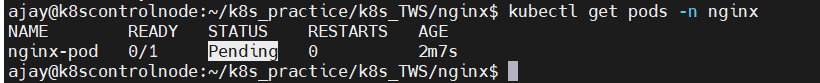 ajay@k8scontrolnode:~/k8s_practice/k8s_TWS/nginx$ kubectl get pods -n nginx
NAME        READY   STATUS    RESTARTS   AGE
nginx-pod   0/1     Pending   0          2m7s
ajay@k8scontrolnode:~/k8s_practice/k8s_TWS/nginx$